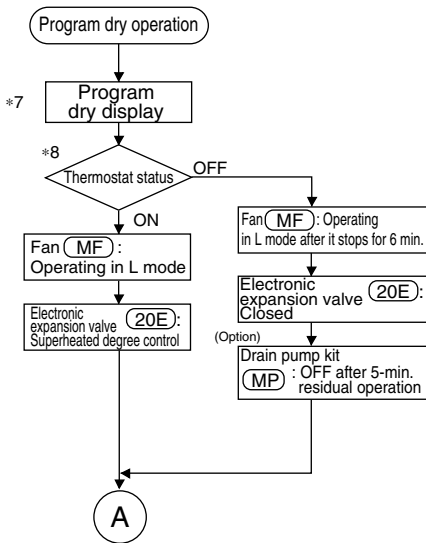 Program dry operation
*7
Program
dry display
*8
Thermostat status
OFF
ON
Fan MF :
Operating in L mode
Electronic
expansion valve 20E :
Superheated degree control
Fan MF : Operating
in L mode after it stops for 6 min.
Electronic
expansion valve 20E :
Closed
(Option)
Drain pump kit
MP : OFF after 5-min.
residual operation
A